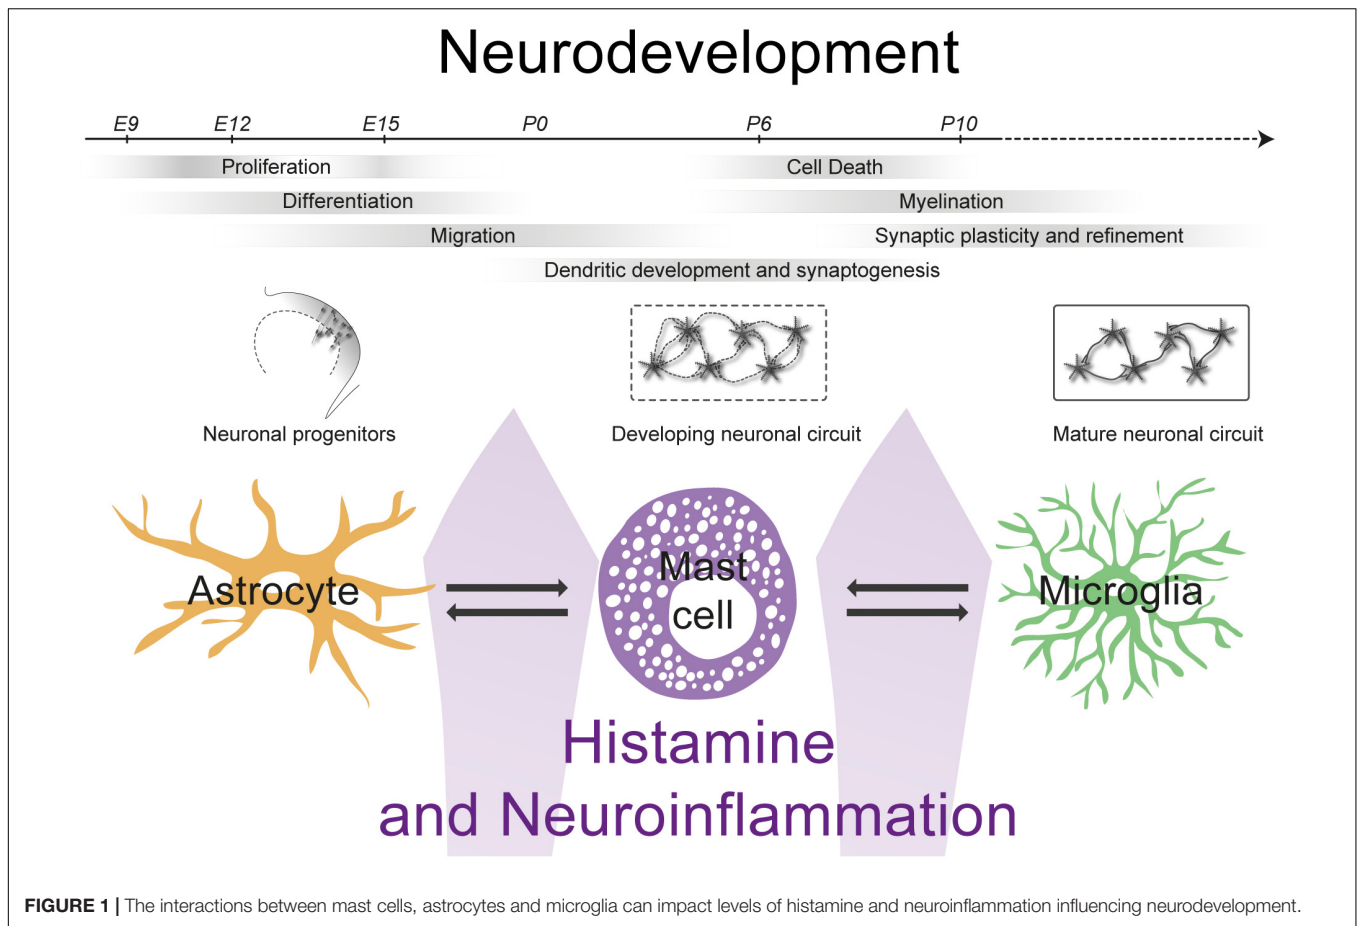 Neurodevelopment
E9 E12 E15 P0 P6 P10
Proliferation Cell Death
Differentiation Myelination
Migration Synaptic plasticity and refinement
Dendritic development and synaptogenesis
Neuronal progenitors Developing neuronal circuit Mature neuronal circuit
Astrocyte Mast Microglia
cell
Histamine
and Neuroinflammation
FIGURE 1 | The interactions between mast cells, astrocytes and microglia can impact levels of histamine and neuroinflammation influencing neurodevelopment.